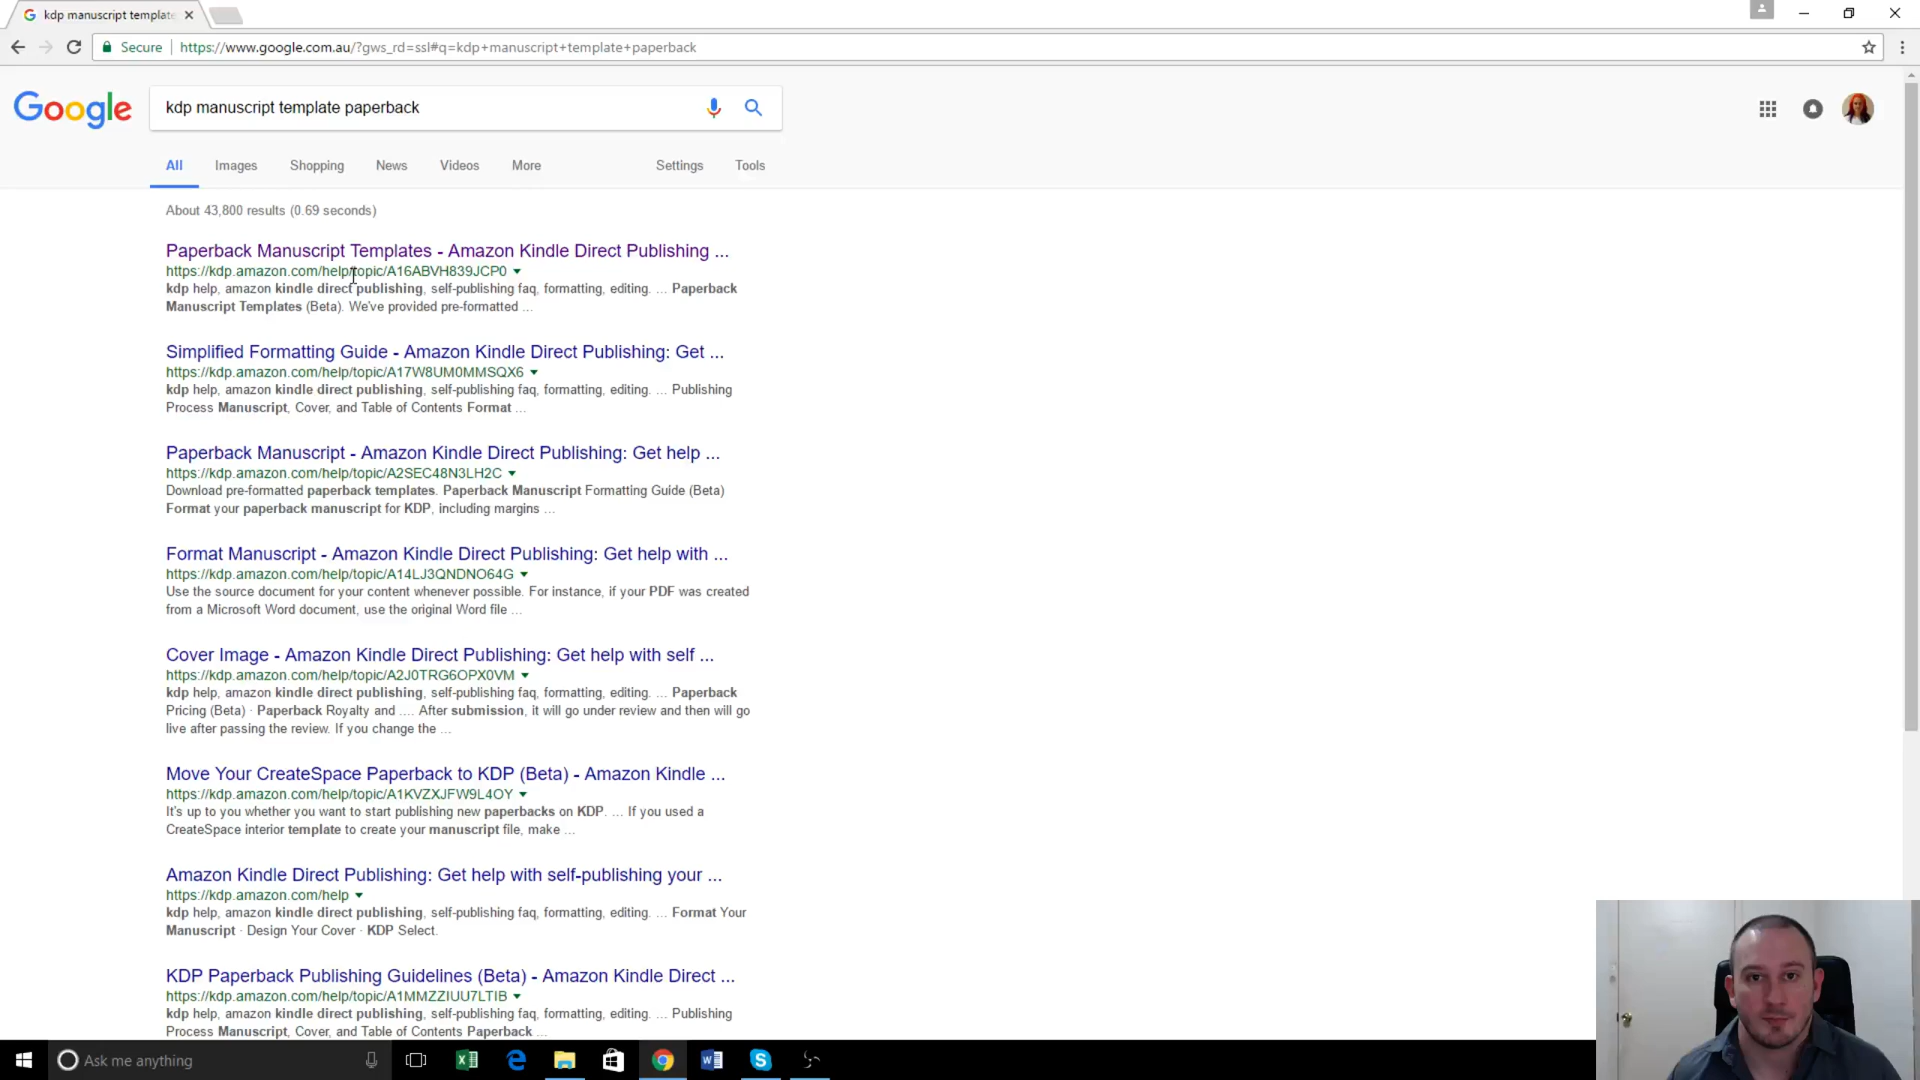 kdp manuscript template
Secure https://www.google.com.au/?gws_rd=ssl#q=kdp+manuscript+template+paperback
Google
kdp manuscript template paperback
All Images Shopping News Videos More Settings Tools
About 43,800 results (0.69 seconds)
Paperback Manuscript Templates - Amazon Kindle Direct Publishing ...
https://kdp.amazon.com/help/topic/A16ABVH839JCP0
kdp help, amazon kindle direct publishing, self-publishing faq, formatting, editing. ... Paperback
Manuscript Templates (Beta). We've provided pre-formatted ...
Simplified Formatting Guide - Amazon Kindle Direct Publishing: Get ...
https://kdp.amazon.com/help/topic/A17W8UM0MMSQX6
kdp help, amazon kindle direct publishing, self-publishing faq, formatting, editing. ... Publishing
Process Manuscript, Cover, and Table of Contents Format ...
Paperback Manuscript - Amazon Kindle Direct Publishing: Get help ...
https://kdp.amazon.com/help/topic/A2SEC48N3LH2C
Download pre-formatted paperback templates. Paperback Manuscript Formatting Guide (Beta)
Format your paperback manuscript for KDP, including margins ...
Format Manuscript - Amazon Kindle Direct Publishing: Get help with ...
https://kdp.amazon.com/help/topic/A14LJ3QNDNO64G
Use the source document for your content whenever possible. For instance, if your PDF was created
from a Microsoft Word document, use the original Word file ...
Cover Image - Amazon Kindle Direct Publishing: Get help with self ...
https://kdp.amazon.com/help/topic/A2J0TRG6OPX0VM
kdp help, amazon kindle direct publishing, self-publishing faq, formatting, editing. ... Paperback
Pricing (Beta) · Paperback Royalty and .... After submission, it will go under review and then will go
live after passing the review. If you change the ...
Move Your CreateSpace Paperback to KDP (Beta) - Amazon Kindle ...
https://kdp.amazon.com/help/topic/A1KVZXJFW9L4OY
It's up to you whether you want to start publishing new paperbacks on KDP. ... If you used a
CreateSpace interior template to create your manuscript file, make ...
Amazon Kindle Direct Publishing: Get help with self-publishing your ...
https://kdp.amazon.com/help
kdp help, amazon kindle direct publishing, self-publishing faq, formatting, editing. ... Format Your
Manuscript · Design Your Cover · KDP Select.
KDP Paperback Publishing Guidelines (Beta) - Amazon Kindle Direct ...
https://kdp.amazon.com/help/topic/A1MMZZIUU7LTIB
kdp help, amazon kindle direct publishing, self-publishing faq, formatting, editing. ... Publishing
Process Manuscript, Cover, and Table of Contents Paperback ...
Ask me anything